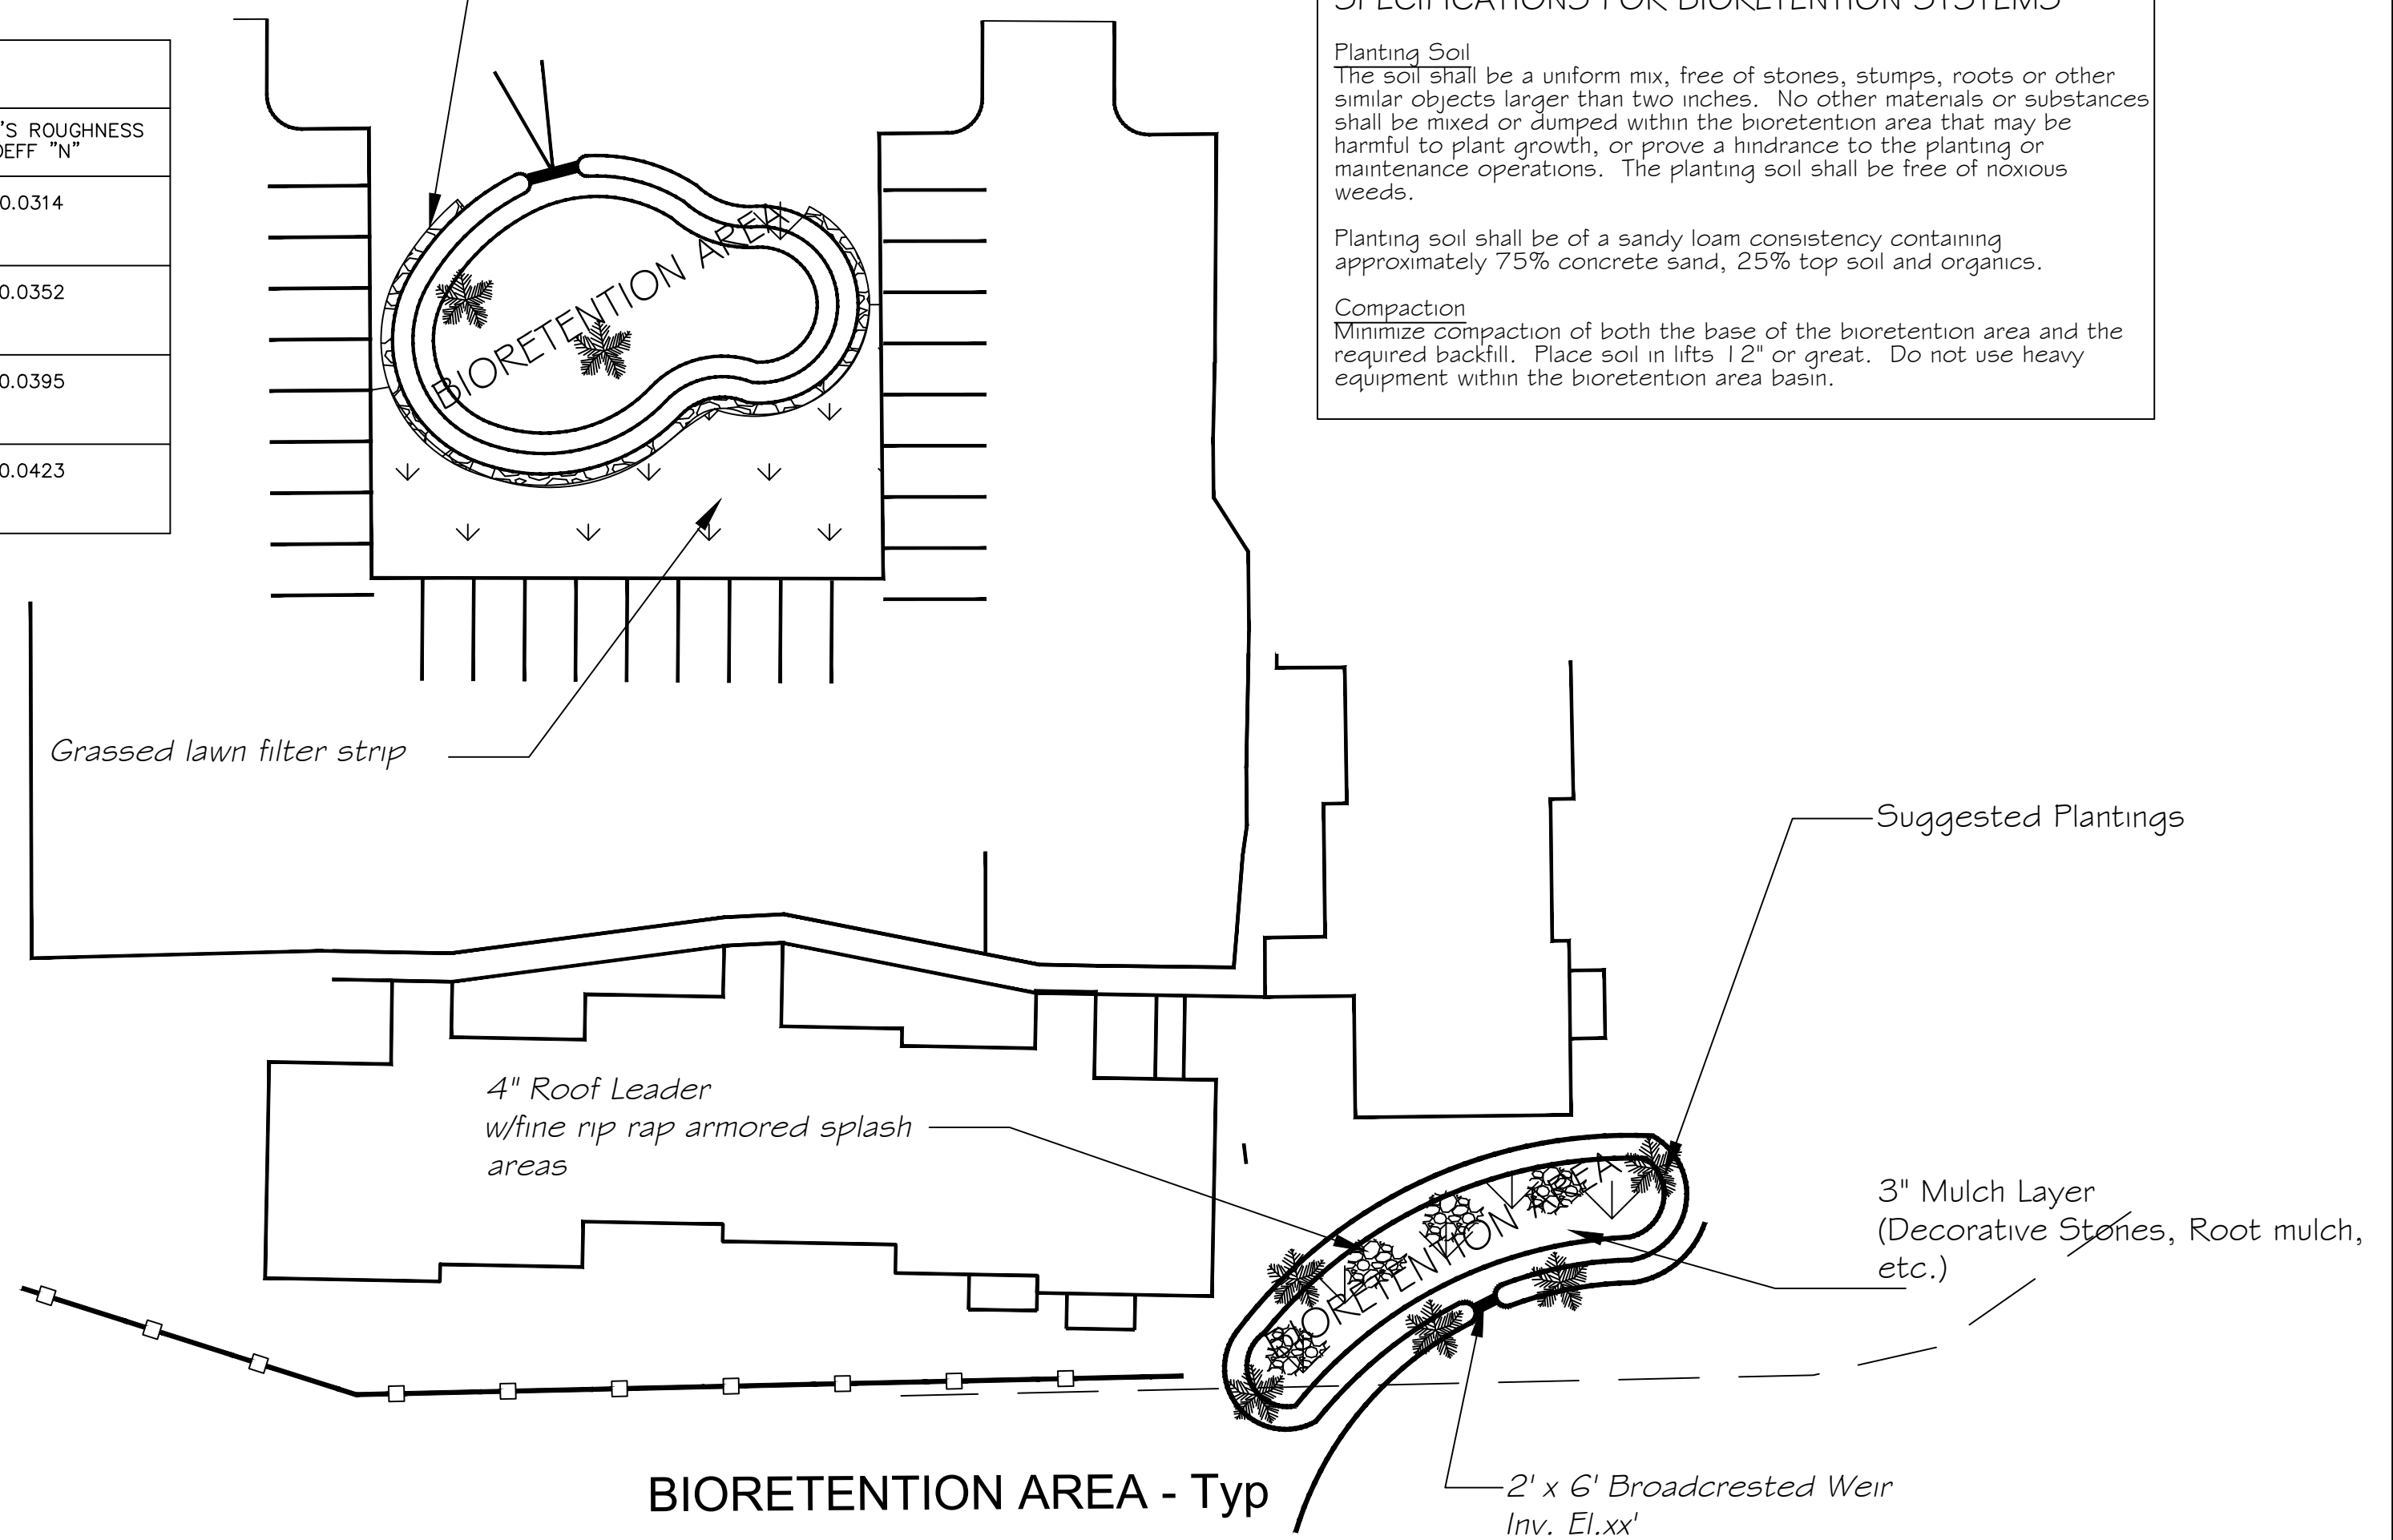 SPECIFICATIONS FOR BIORETENTION SYSTEMS
Planting Soil
The soil shall be a uniform mix, free of stones, stumps, roots or other
similar objects larger than two inches. No other materials or substances
shall be mixed or dumped within the bioretention area that may be
harmful to plant growth, or prove a hindrance to the planting or
maintenance operations. The planting soil shall be free of noxious
weeds.
Planting soil shall be of a sandy loam consistency containing
approximately 75% concrete sand, 25% top soil and organics.
Compaction
Minimize compaction of both the base of the bioretention area and the
required backfill. Place soil in lifts 12" or great. Do not use heavy
equipment within the bioretention area basin.
'S ROUGHNESS
OEFF "N"
0.0314
0.0352
0.0395
0.0423
BIORETENTION AREA
Grassed lawn filter strip
Suggested Plantings
4" Roof Leader
w/fine rip rap armored splash
areas
BIORETENTION AREA
3" Mulch Layer
(Decorative Stones, Root mulch,
etc.)
BIORETENTION AREA - Typ
2' x 6' Broadcrested Weir
Inv. El.xx'